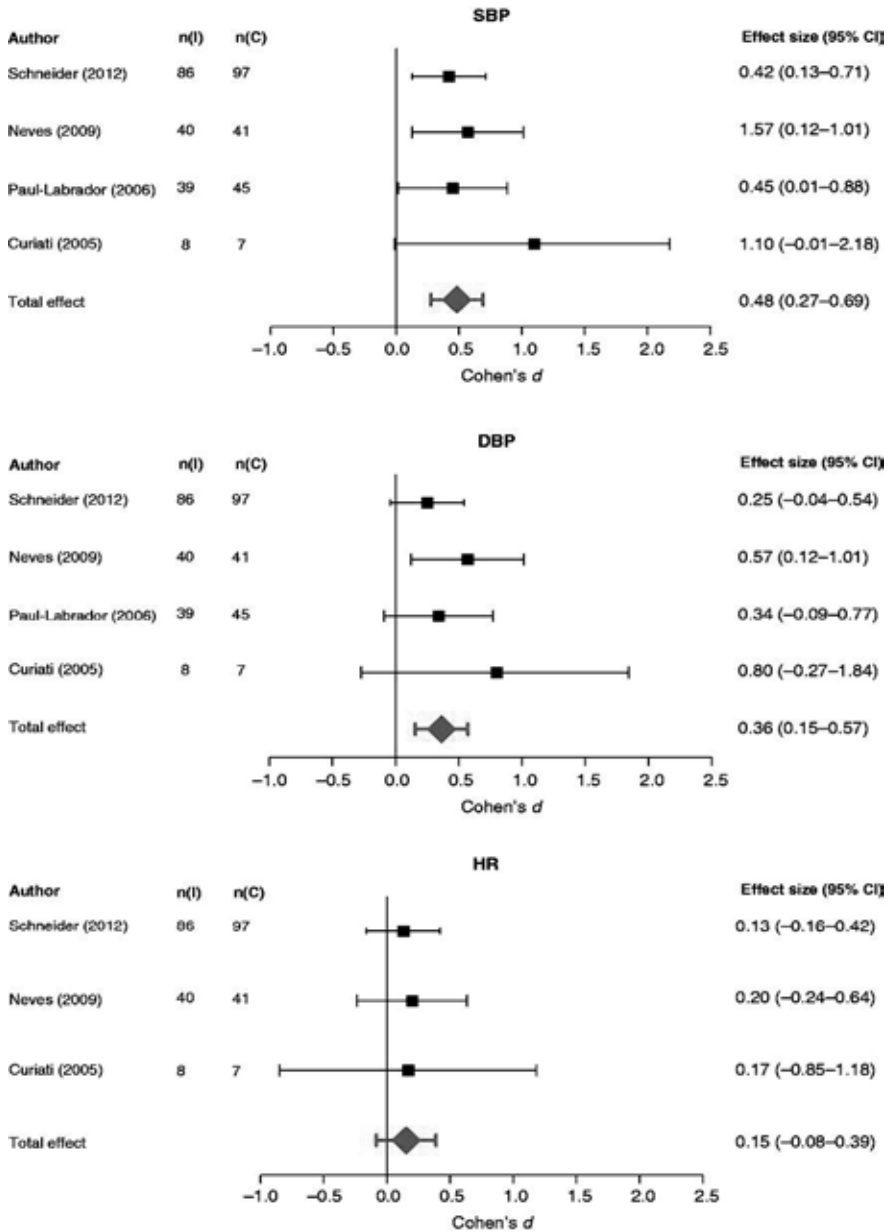 SBP
Author n(I) n(C) Effect size (95% CI)
Schneider (2012) 86 97 0.42 (0.13–0.71)
Neves (2009) 40 41 1.57 (0.12–1.01)
Paul-Labrador (2006) 39 45 0.45 (0.01–0.88)
Curiati (2005) 8 7 1.10 (−0.01–2.18)
Total effect 0.48 (0.27–0.69)
−1.0 −0.5 0.0 0.5 1.0 1.5 2.0 2.5
Cohen's d
DBP
Author n(I) n(C) Effect size (95% CI)
Schneider (2012) 86 97 0.25 (−0.04–0.54)
Neves (2009) 40 41 0.57 (0.12–1.01)
Paul-Labrador (2006) 39 45 0.34 (−0.09–0.77)
Curiati (2005) 8 7 0.80 (−0.27–1.84)
Total effect 0.36 (0.15–0.57)
−1.0 −0.5 0.0 0.5 1.0 1.5 2.0 2.5
Cohen's d
HR
Author n(I) n(C) Effect size (95% CI)
Schneider (2012) 86 97 0.13 (−0.16–0.42)
Neves (2009) 40 41 0.20 (−0.24–0.64)
Curiati (2005) 8 7 0.17 (−0.85–1.18)
Total effect 0.15 (−0.08–0.39)
−1.0 −0.5 0.0 0.5 1.0 1.5 2.0 2.5
Cohen's d